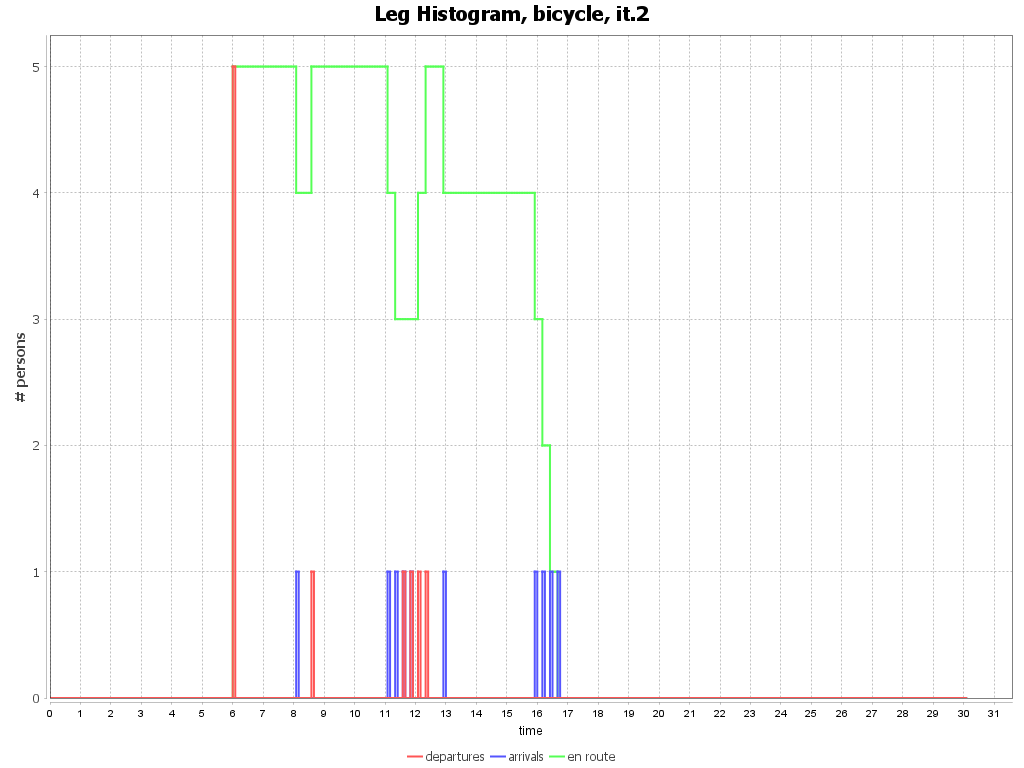 Leg Histogram, bicycle, it.2
# persons
5
4
3
2
1
0
0 1 2 3 4 5 6 7 8 9 10 11 12 13 14 15 16 17 18 19 20 21 22 23 24 25 26 27 28 29 30 31
time
departures arrivals en route